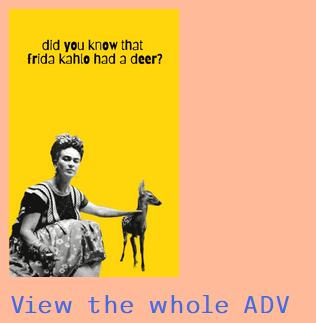 did you know that
frida kahlo had a deer?
View the whole ADV